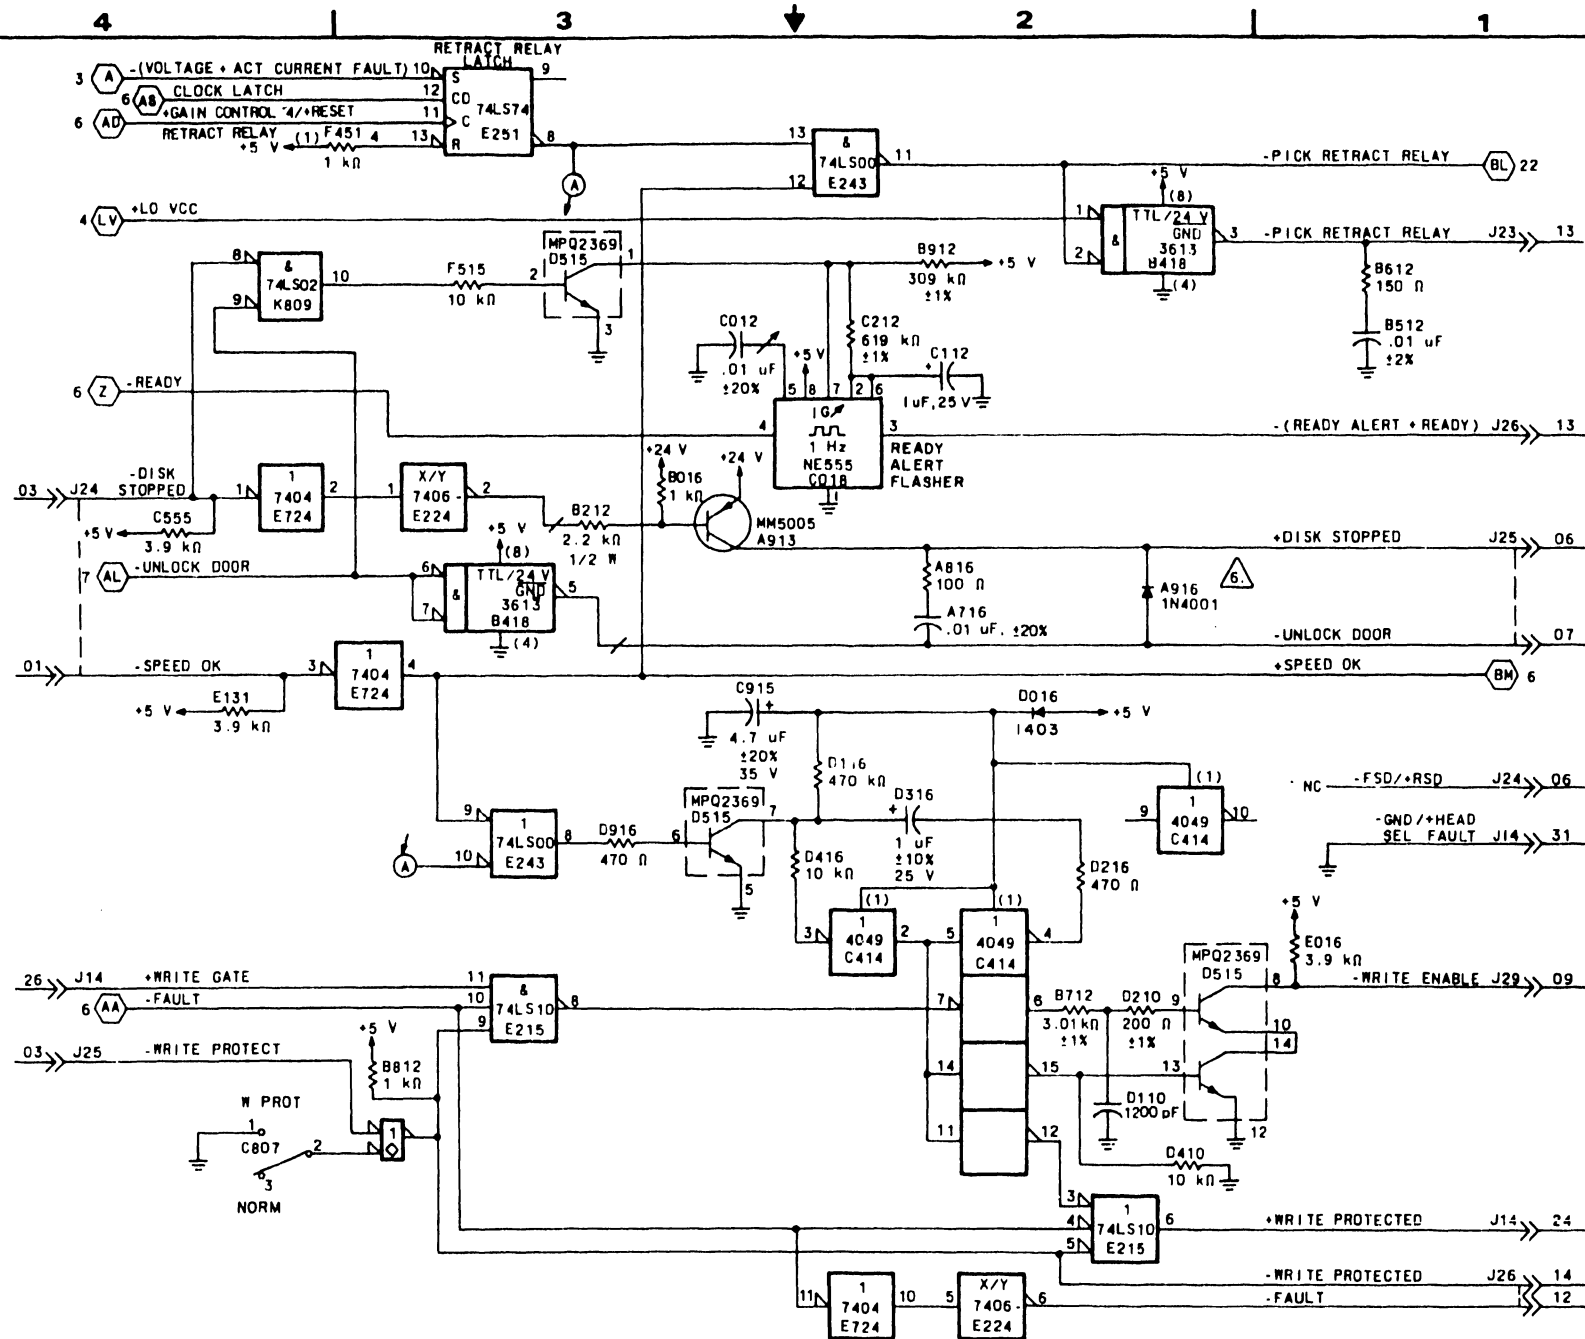 4 3 2 1
RETRACT RELAY
LATCH
3 A -(VOLTAGE + ACT CURRENT FAULT) 10 S 9
6 A8 CLOCK LATCH 12 CD
74LS74
6 AD +GAIN CONTROL 4/+RESET 11 C
E251 8
RETRACT RELAY
+5 V (1) F451 4 13 R
1 kΩ
A
13 & 11
74LS00
12 E243
-PICK RETRACT RELAY BL 22
4 LV +LO VCC
+5 V
(8)
1 TTL/24 V
& GND 3
2 3613
B418
(4)
-PICK RETRACT RELAY J23 13
B612
150 Ω
B512
.01 uF
±2%
8 & 10
74LS02
9 K809
F515
10 kΩ
MPQ2369
D515
1
2
3
B912
309 kΩ
±1%
+5 V
C012
.01 uF
±20%
+5 V
C212
619 kΩ
±1%
+ C112
1uF,25V
6 Z -READY
5 8 7 2 6
4 1G 3
1 Hz
NE555
C018
1
READY
ALERT
FLASHER
-(READY ALERT + READY) J26 13
03 J24 -DISK
STOPPED
1 1 2
7404
E724
1 X/Y 2
7406
E224
C555
+5 V
3.9 kΩ
+24 V
B016
1 kΩ
+24 V
B212
2.2 kΩ
1/2 W
MM5005
A913
+DISK STOPPED J25 06
7 AL -UNLOCK DOOR
+5 V
(8)
6 TTL/24 V
& GND 5
7 3613
B418
(4)
A816
100 Ω
A716
.01 uF. ±20%
A916
1N4001
6.
-UNLOCK DOOR 07
01 -SPEED OK
3 1 4
7404
E724
+SPEED OK BM 6
E131
+5 V
3.9 kΩ
C915
+
4.7 uF
±20%
35 V
D016
1403
+5 V
D116
470 kΩ
D316
+
1 uF
±10%
25 V
(1)
9 1 10
4049
C414
NC -FSD/+RSD J24 06
-GND/+HEAD
SEL FAULT J14 31
9 1 8
74LS00
10 E243
A
D916
470 Ω
MPQ2369
D515
7
6
5
D416
10 kΩ
D216
470 Ω
(1)
3 1 2
4049
C414
(1)
5 1 4
4049
C414
+5 V
E016
3.9 kΩ
MPQ2369
D515
26 J14 +WRITE GATE 11
6 AA -FAULT 10 & 8
74LS10
9 E215
7 6
B712
3.01kΩ
±1%
D210
200 Ω
±1%
9 8
10
14
13
12
-WRITE ENABLE J29 09
03 J25 -WRITE PROTECT
+5 V
B812
1 kΩ
14 15
D110
1200 pF
11 12
D410
10 kΩ
W PROT
1
C807 2
3
NORM
1
3 1 6
4 74LS10
5 E215
+WRITE PROTECTED J14 24
-WRITE PROTECTED J26 14
11 1 10
7404
E724
5 X/Y 6
7406
E224
-FAULT 12